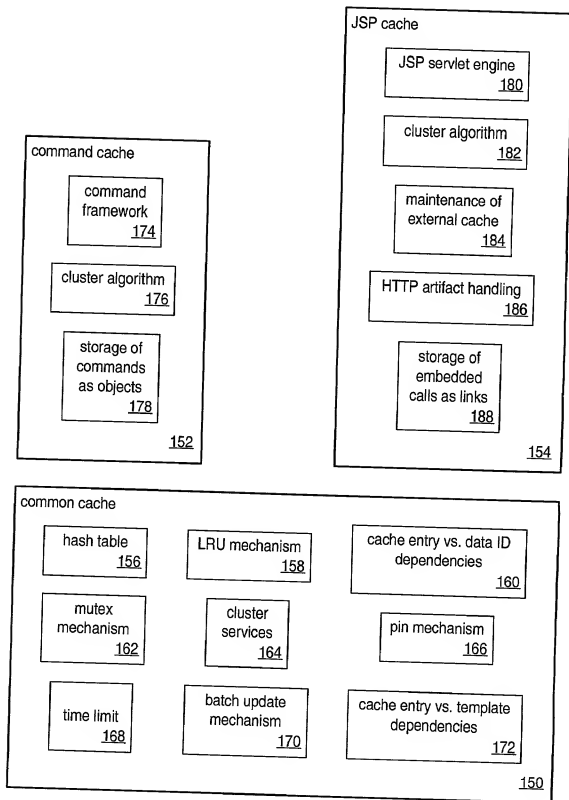 JSP cache
JSP servlet engine
180
cluster algorithm
182
maintenance of
external cache
184
HTTP artifact handling
186
storage of
embedded
calls as links
188
154
command cache
command
framework
174
cluster algorithm
176
storage of
commands
as objects
178
152
common cache
hash table
156
LRU mechanism
158
cache entry vs. data ID
dependencies
160
mutex
mechanism
162
cluster
services
164
pin mechanism
166
time limit
168
batch update
mechanism
170
cache entry vs. template
dependencies
172
150